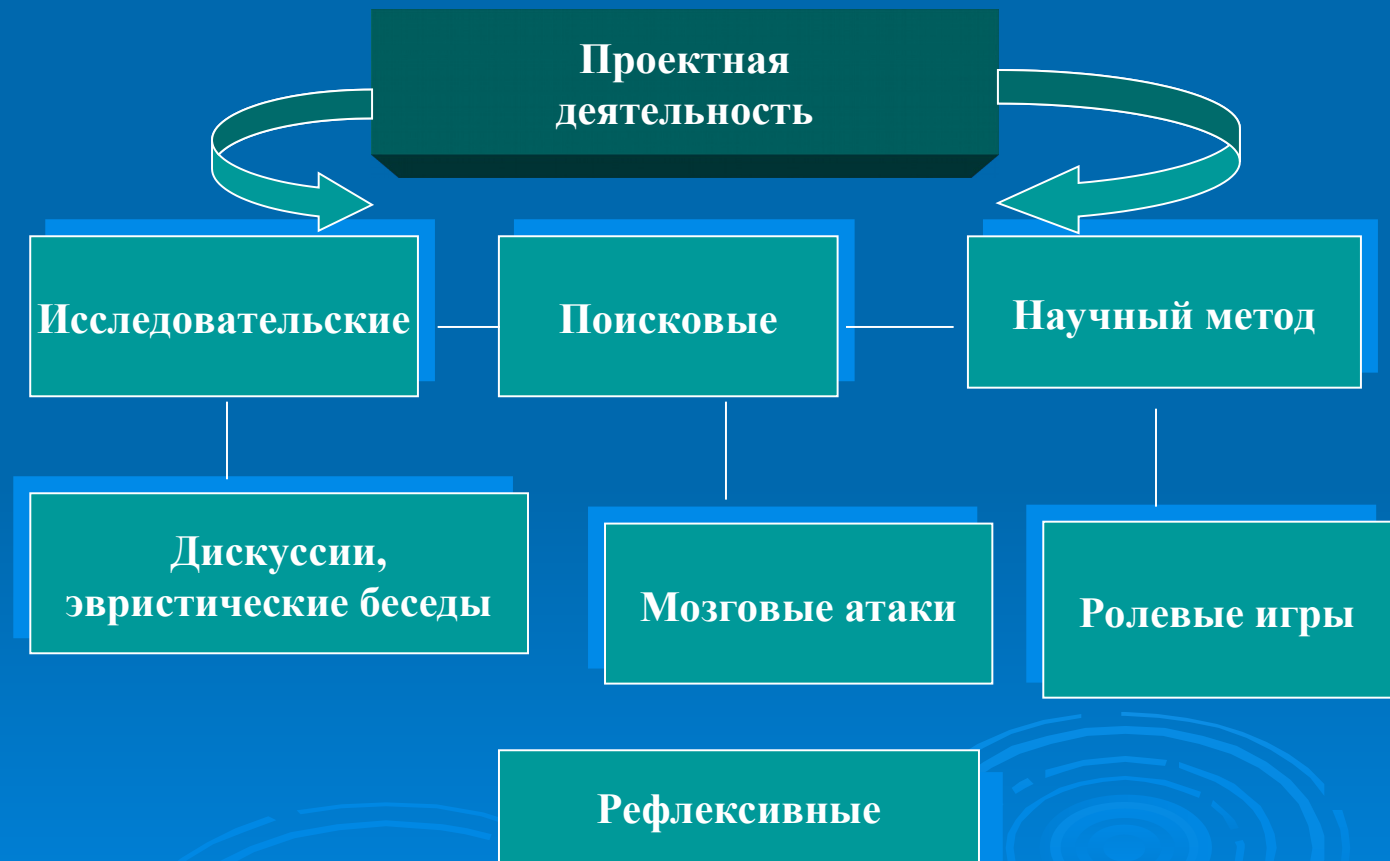 Проектная
деятельность
Исследовательские
Поисковые
Научный метод
Дискуссии,
эвристические беседы
Мозговые атаки
Ролевые игры
Рефлексивные